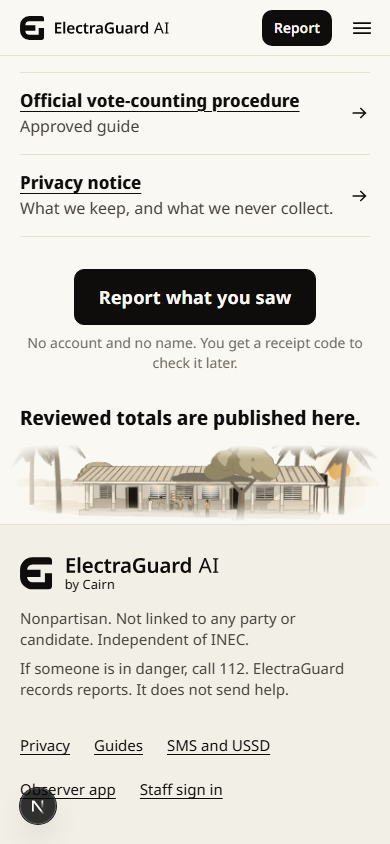 ElectraGuard AI
Report
Official vote-counting procedure
Approved guide
Privacy notice
What we keep, and what we never collect.
Report what you saw
No account and no name. You get a receipt code to
check it later.
Reviewed totals are published here.
ElectraGuard AI
by Cairn
Nonpartisan. Not linked to any party or
candidate. Independent of INEC.
If someone is in danger, call 112. ElectraGuard
records reports. It does not send help.
Privacy Guides SMS and USSD
Observer app Staff sign in
N